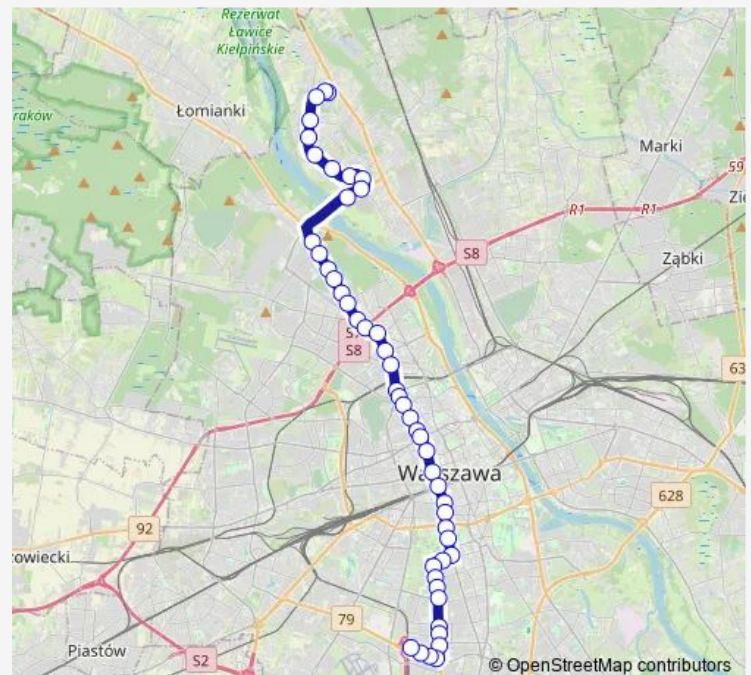 Rezerwat
Ławice
Kiełpińskie
Łomianki
raków
Marki
S9
R1
R1
Zie
S8
Ząbki
S7
S8
63
Warszawa
628
92
owiecki
79
Piastów
S2
© OpenStreetMap contributors